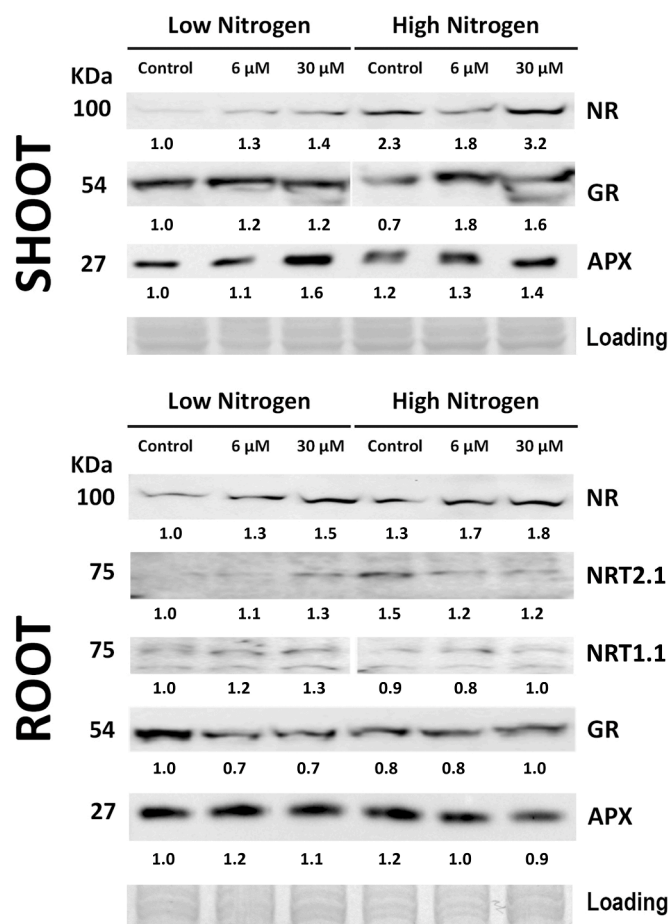 Low Nitrogen High Nitrogen
KDa Control 6 µM 30 µM Control 6 µM 30 µM
SHOOT
100 NR
1.0 1.3 1.4 2.3 1.8 3.2
54 GR
1.0 1.2 1.2 0.7 1.8 1.6
27 APX
1.0 1.1 1.6 1.2 1.3 1.4
Loading
Low Nitrogen High Nitrogen
KDa Control 6 µM 30 µM Control 6 µM 30 µM
ROOT
100 NR
1.0 1.3 1.5 1.3 1.7 1.8
75 NRT2.1
1.0 1.1 1.3 1.5 1.2 1.2
75 NRT1.1
1.0 1.2 1.3 0.9 0.8 1.0
54 GR
1.0 0.7 0.7 0.8 0.8 1.0
27 APX
1.0 1.2 1.1 1.2 1.0 0.9
Loading